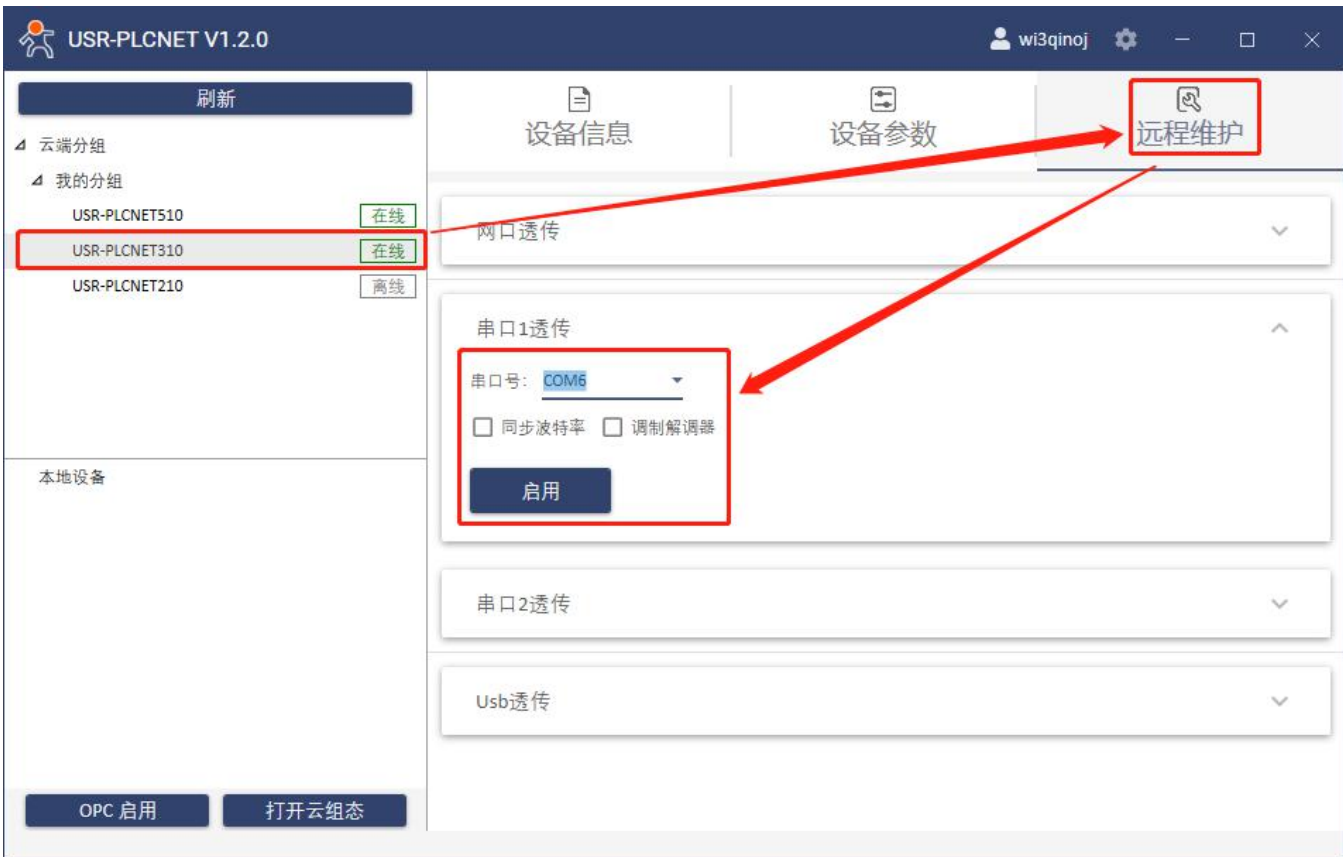 USR-PLCNET V1.2.0
wi3qinoj
刷新
云端分组
我的分组
USR-PLCNET510 在线
USR-PLCNET310 在线
USR-PLCNET210 离线
本地设备
OPC 启用
打开云组态
设备信息
设备参数
远程维护
网口透传
串口1透传
串口号: COM6
同步波特率 调制解调器
启用
串口2透传
Usb透传